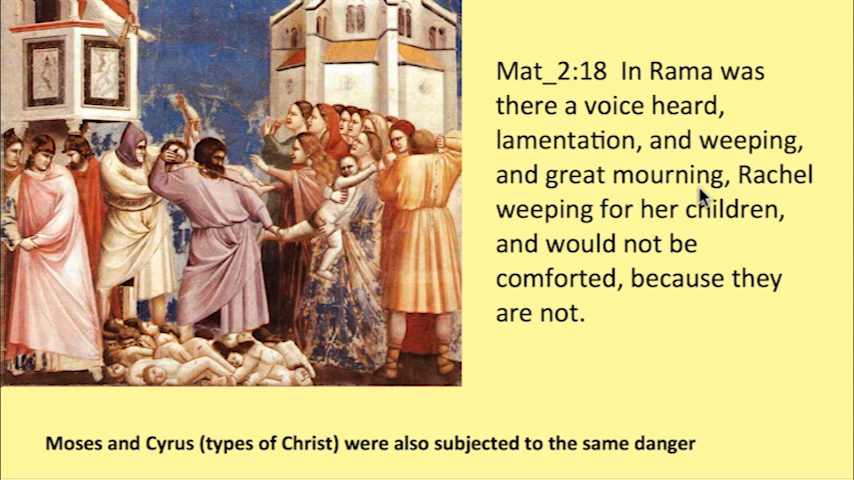 Mat_2:18  In Rama was
there a voice heard,
lamentation, and weeping,
and great mourning, Rachel
weeping for her children,
and would not be
comforted, because they
are not.
Moses and Cyrus (types of Christ) were also subjected to the same danger